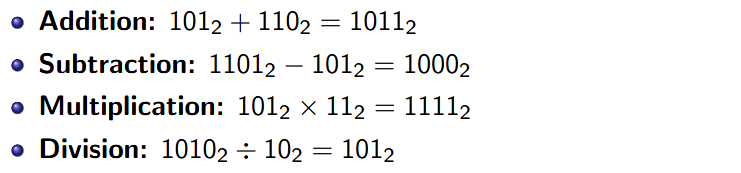 Addition: 101₂ + 110₂ = 1011₂
Subtraction: 1101₂ − 101₂ = 1000₂
Multiplication: 101₂ × 11₂ = 1111₂
Division: 1010₂ ÷ 10₂ = 101₂